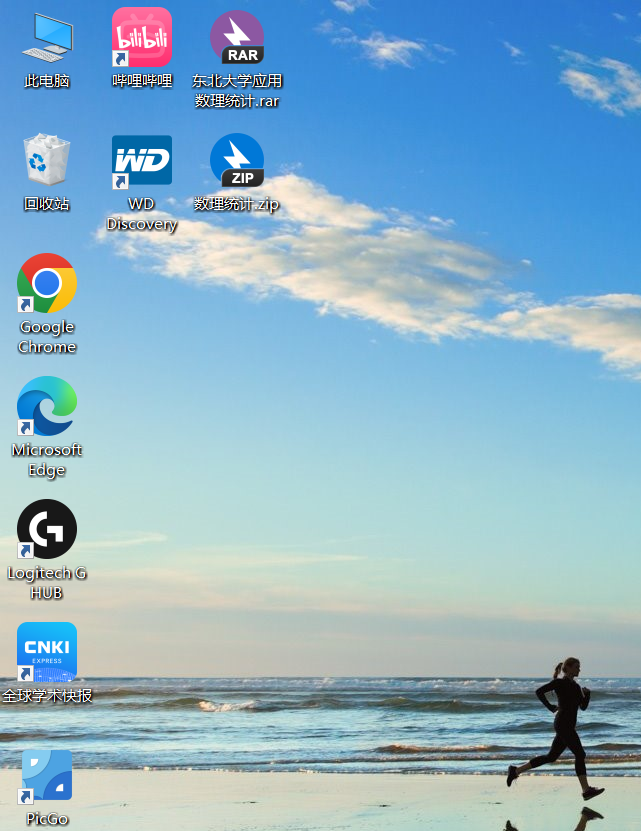 此电脑
bilibili
哔哩哔哩
RAR
东北大学应用
数理统计.rar
回收站
WD
WD
Discovery
ZIP
数理统计.zip
Google
Chrome
Microsoft
Edge
G
Logitech G
HUB
CNKI
EXPRESS
全球学术快报
PicGo